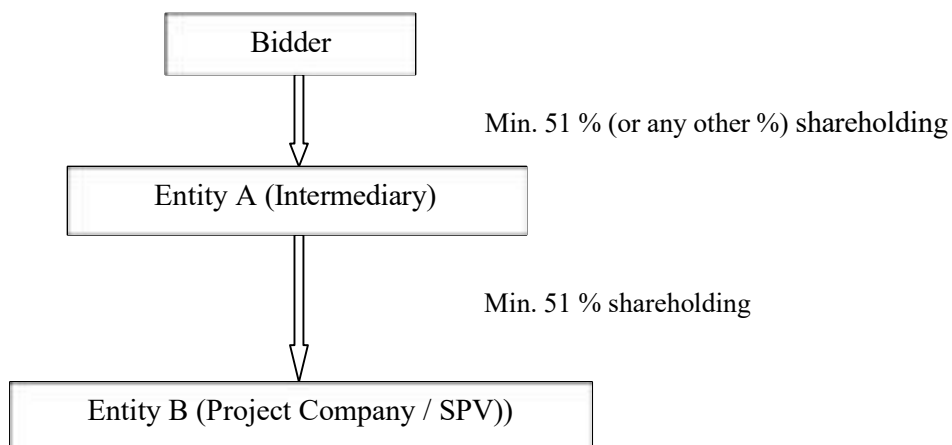 Bidder
Min. 51 % (or any other %) shareholding
Entity A (Intermediary)
Min. 51 % shareholding
Entity B (Project Company / SPV))